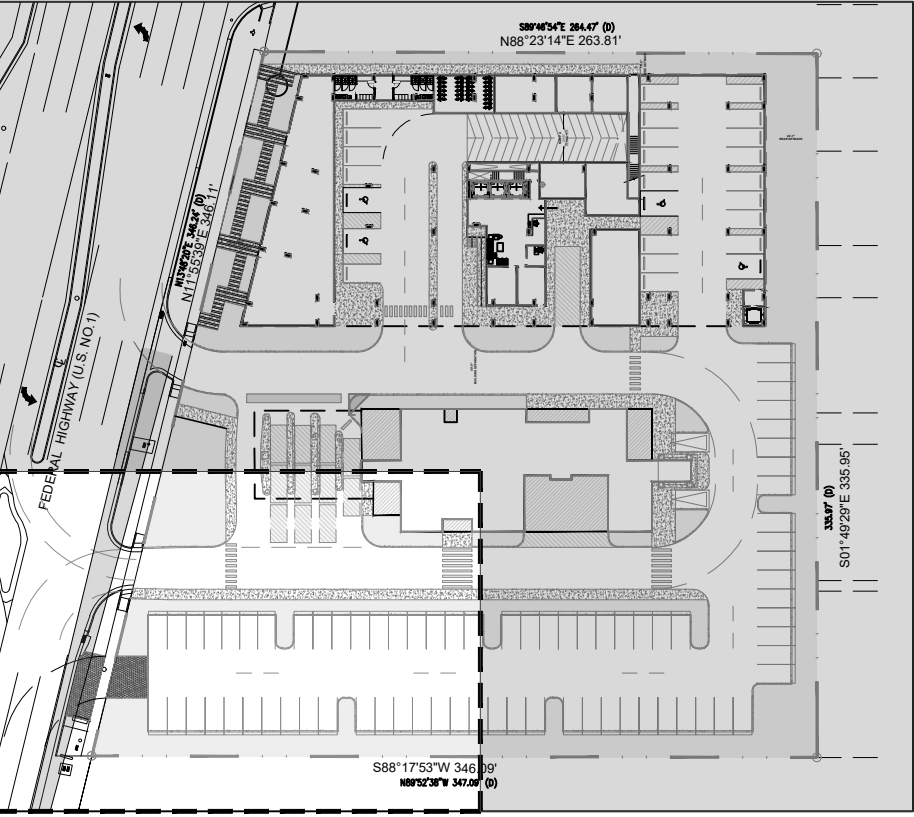 S89°46'54"E 264.47' (D)
N88°23'14"E 263.81'
N13°46'20"E 346.24' (D)
N11°55'39"E 346.11'
FEDERAL HIGHWAY (U.S. NO.1)
335.97' (D)
S01°49'29"E 335.95'
S88°17'53"W 346.09'
N89°52'38"W 347.09' (D)